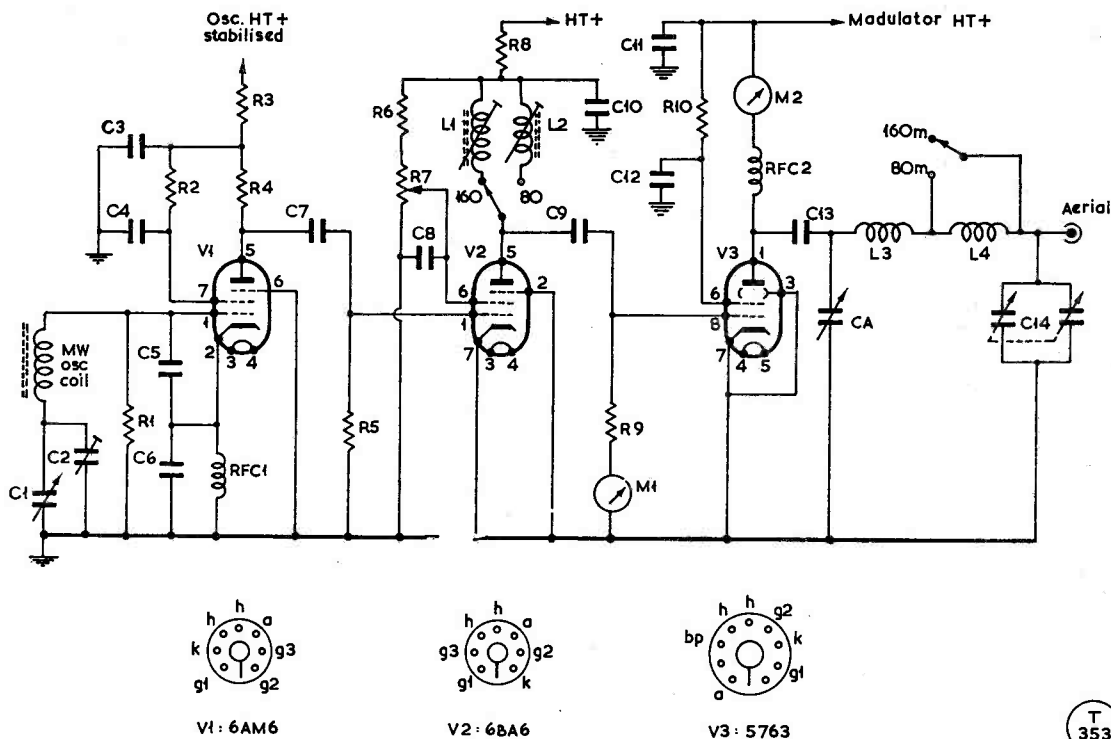 Osc. HT+
stabilised
HT+
Madulator HT+
R8
C11
R3
M2
R6
L1
L2
C10
R10
C3
160m
80m
R2
R4
RFC2
C12
R7
160
80
C4
C7
C9
C13
Aerial
V1
5
6
C8
V2
5
2
V3
1
3
L3
L4
7
1
6
1
6
8
CA
C14
MW
osc
coil
C5
2
3
4
7
3
4
7
4
5
R1
R5
R9
C2
C6
RFC1
C1
M1
h
h
a
k
g3
g1
g2
V1: 6AM6
h
h
a
g3
g2
g1
k
V2: 6BA6
h
h
g2
bp
k
g1
a
V3: 5763
T
353